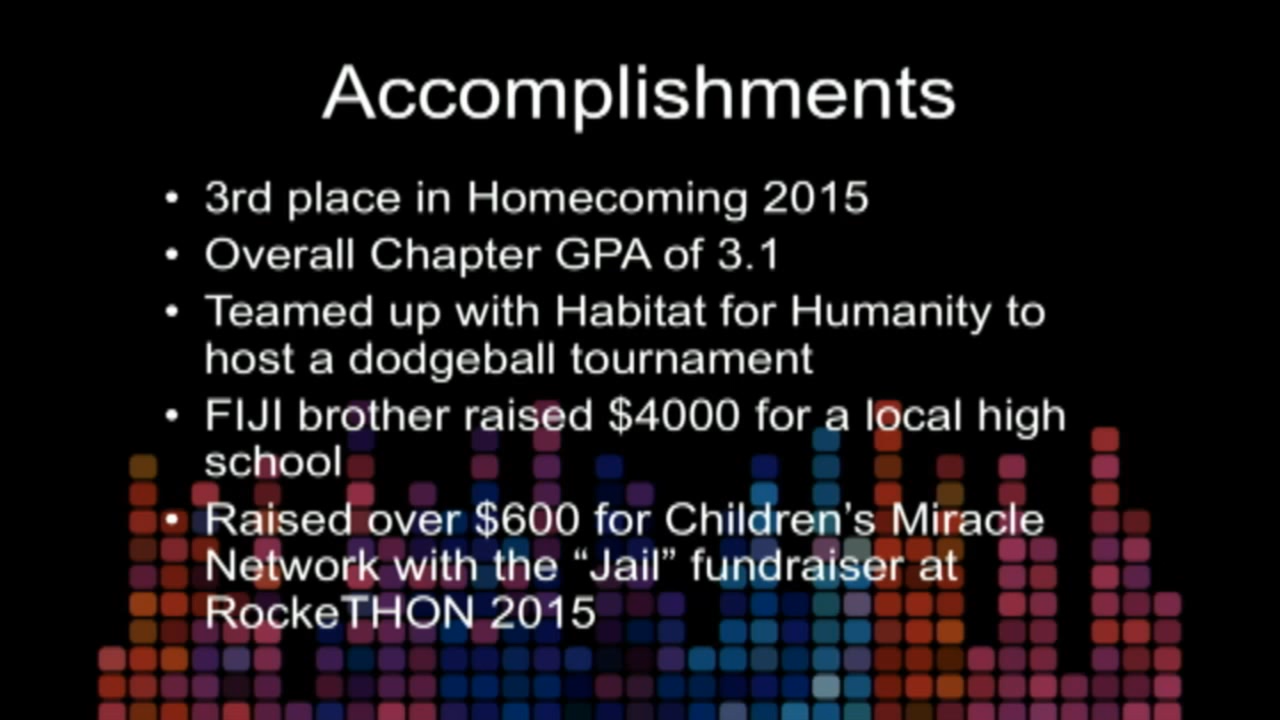 Accomplishments
• 3rd place in Homecoming 2015
• Overall Chapter GPA of 3.1
• Teamed up with Habitat for Humanity to
host a dodgeball tournament
• FIJI brother raised $4000 for a local high
school
• Raised over $600 for Children’s Miracle
Network with the “Jail” fundraiser at
RockeTHON 2015